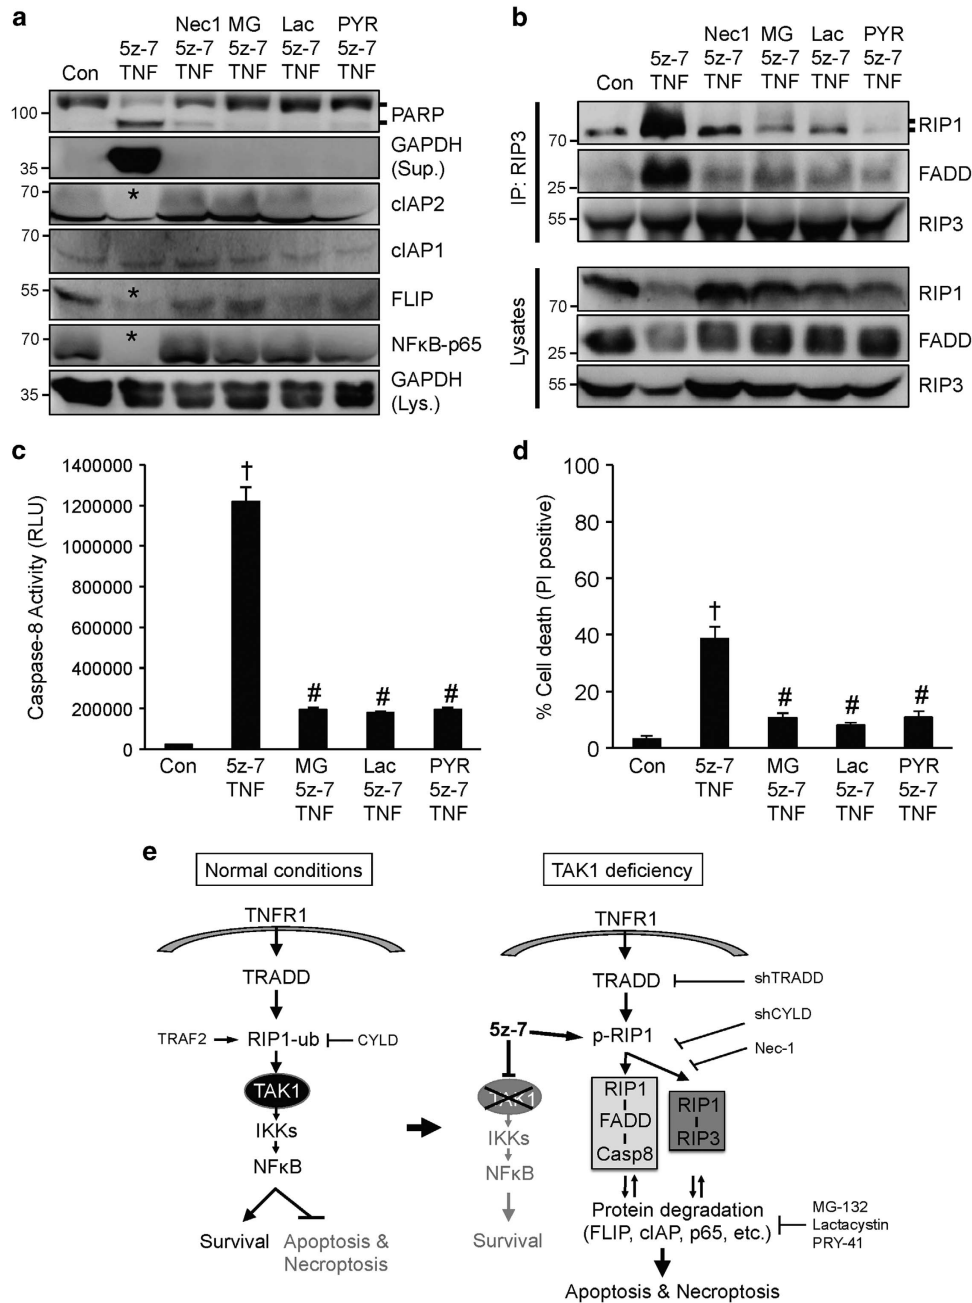 a
Nec1 MG Lac PYR
5z-7 5z-7 5z-7 5z-7 5z-7
Con TNF TNF TNF TNF TNF
100
PARP
35
GAPDH
(Sup.)
70
*
cIAP2
70
cIAP1
55
*
FLIP
70
*
NFκB-p65
35
GAPDH
(Lys.)
b
Nec1 MG Lac PYR
5z-7 5z-7 5z-7 5z-7 5z-7
Con TNF TNF TNF TNF TNF
IP: RIP3
70
RIP1
25
FADD
55
RIP3
Lysates
70
RIP1
25
FADD
55
RIP3
c
Caspase-8 Activity (RLU)
1400000
1200000
1000000
800000
600000
400000
200000
0
†
# # #
Con 5z-7 MG Lac PYR
TNF 5z-7 5z-7 5z-7
TNF TNF TNF
d
% Cell death (PI positive)
100
80
60
40
20
0
†
# # #
Con 5z-7 MG Lac PYR
TNF 5z-7 5z-7 5z-7
TNF TNF TNF
e
Normal conditions
TNFR1
TRADD
TRAF2 RIP1-ub CYLD
TAK1
IKKs
NFκB
Survival Apoptosis &
Necroptosis
TAK1 deficiency
TNFR1
TRADD
shTRADD
5z-7
p-RIP1
shCYLD
Nec-1
TAK1
IKKs
NFκB
Survival
RIP1
FADD
Casp8
RIP1
RIP3
Protein degradation
(FLIP, cIAP, p65, etc.)
MG-132
Lactacystin
PRY-41
Apoptosis & Necroptosis